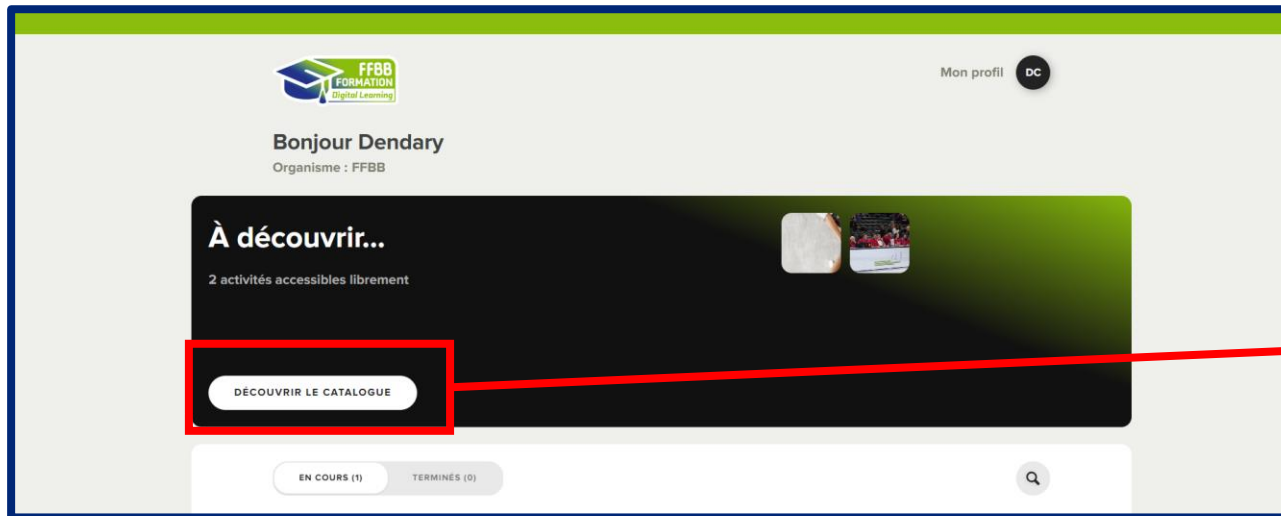 FFBB
FORMATION
Digital Learning
Mon profil DC
Bonjour Dendary
Organisme : FFBB
À découvrir...
2 activités accessibles librement
DÉCOUVRIR LE CATALOGUE
EN COURS (1) TERMINÉS (0)